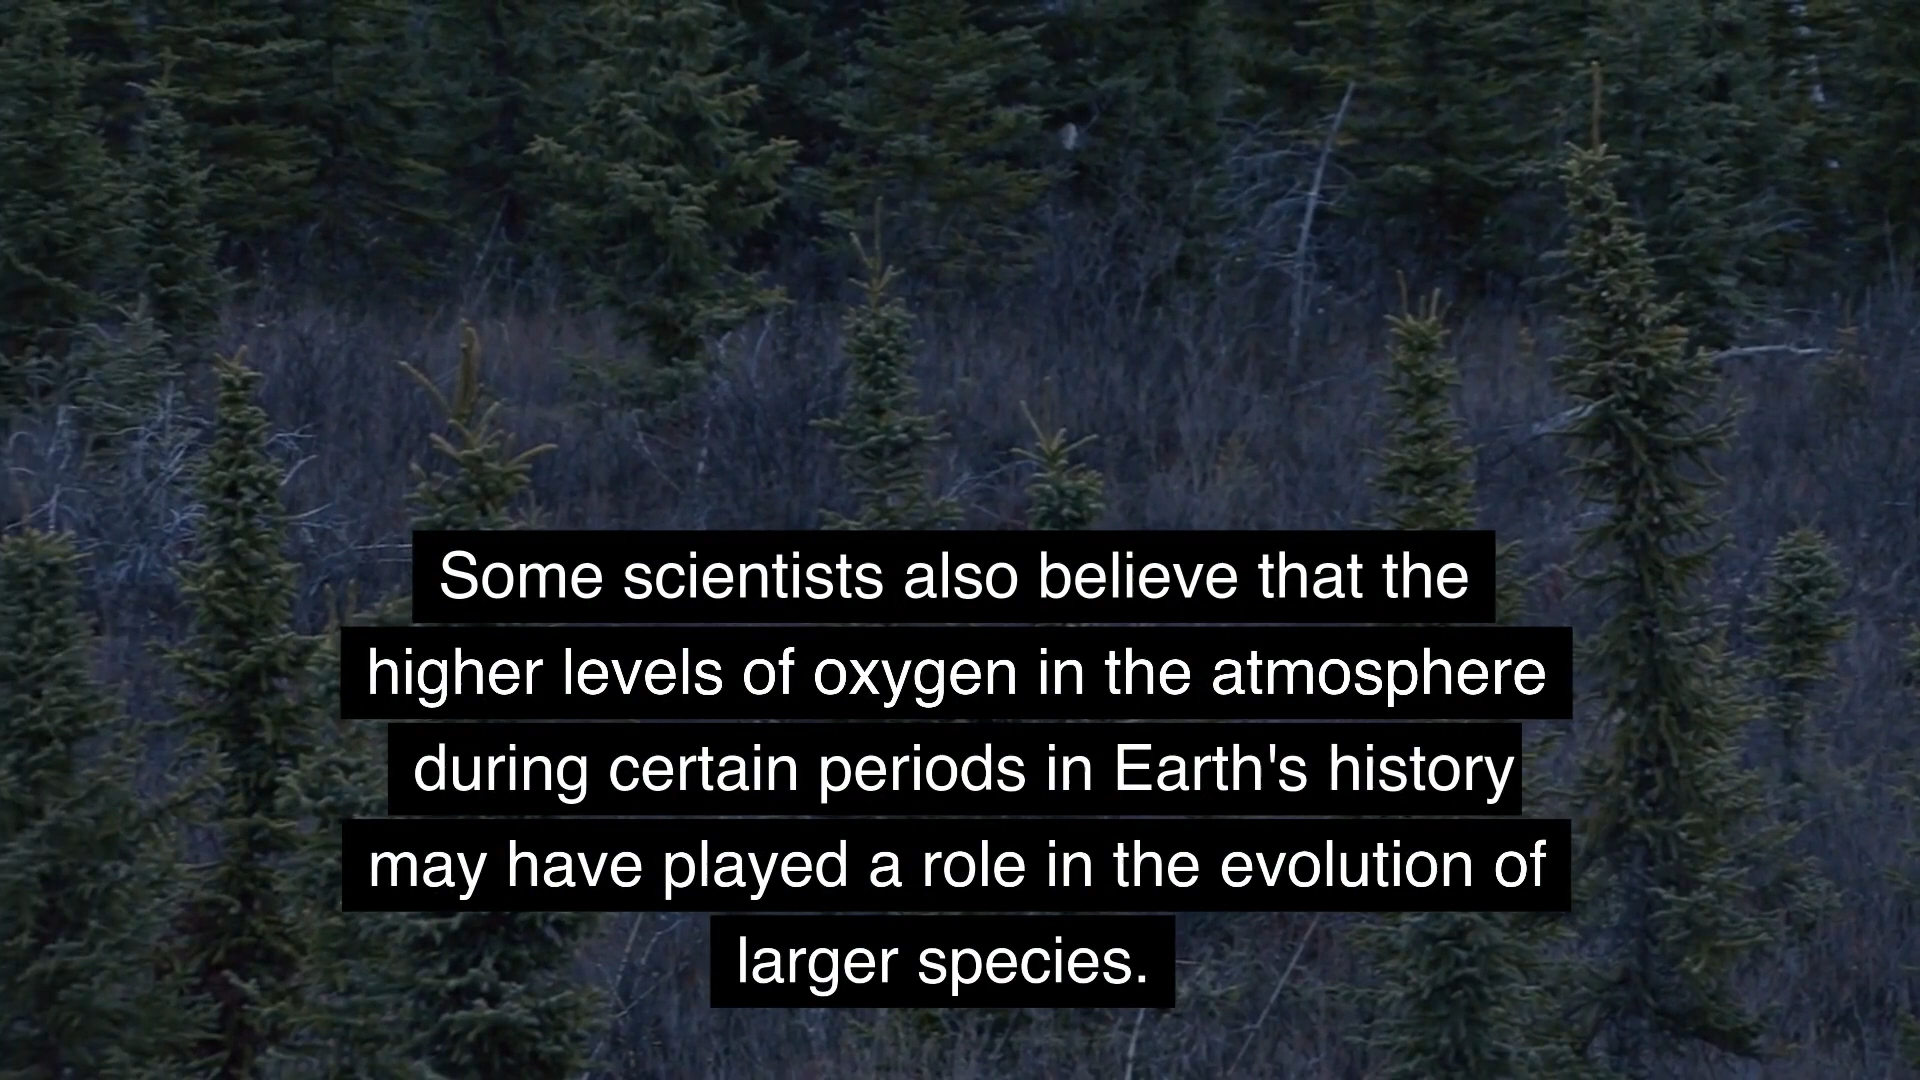 Some scientists also believe that the
higher levels of oxygen in the atmosphere
during certain periods in Earth's history
may have played a role in the evolution of
larger species.